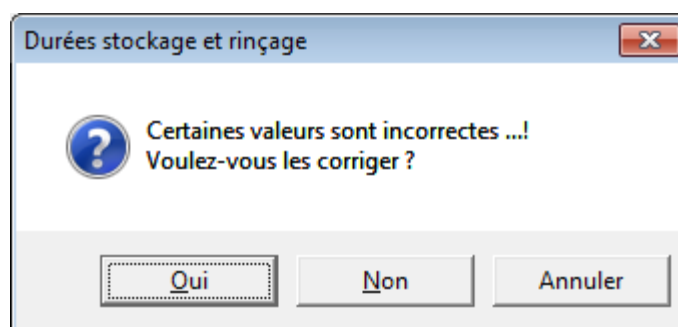 Durées stockage et rinçage
Certaines valeurs sont incorrectes ...!
Voulez-vous les corriger ?
Oui
Non
Annuler